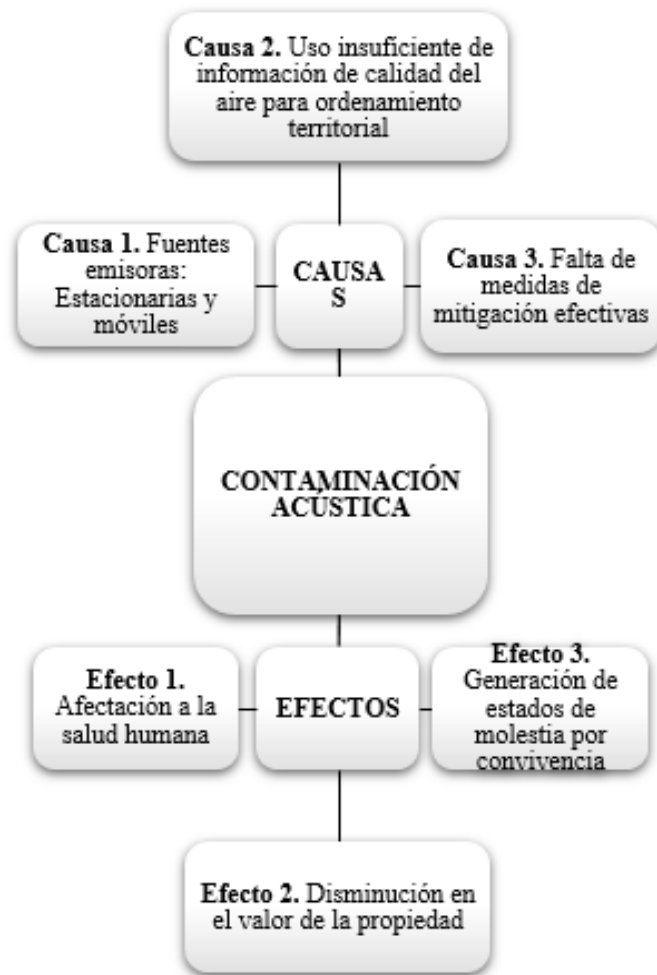 Causa 2. Uso insuficiente de
información de calidad del
aire para ordenamiento
territorial
Causa 1. Fuentes
emisoras:
Estacionarias y
móviles
CAUSA
S
Causa 3. Falta de
medidas de
mitigación efectivas
CONTAMINACIÓN
ACÚSTICA
Efecto 1.
Afectación a la
salud humana
EFECTOS
Efecto 3.
Generación de
estados de
molestia por
convivencia
Efecto 2. Disminución en
el valor de la propiedad